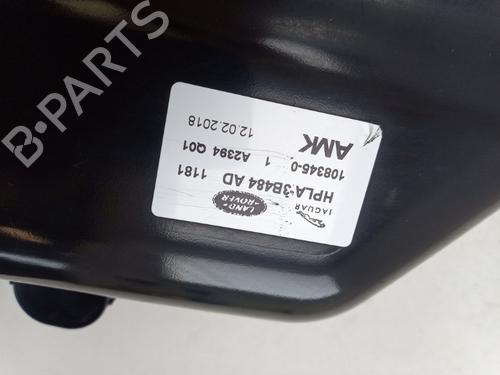 B-PARTS
JAGUAR
LAND
ROVER
HPLA-3B484 AD
1181
108345-0 1 A2394 Q01
AMK
12.02.2018